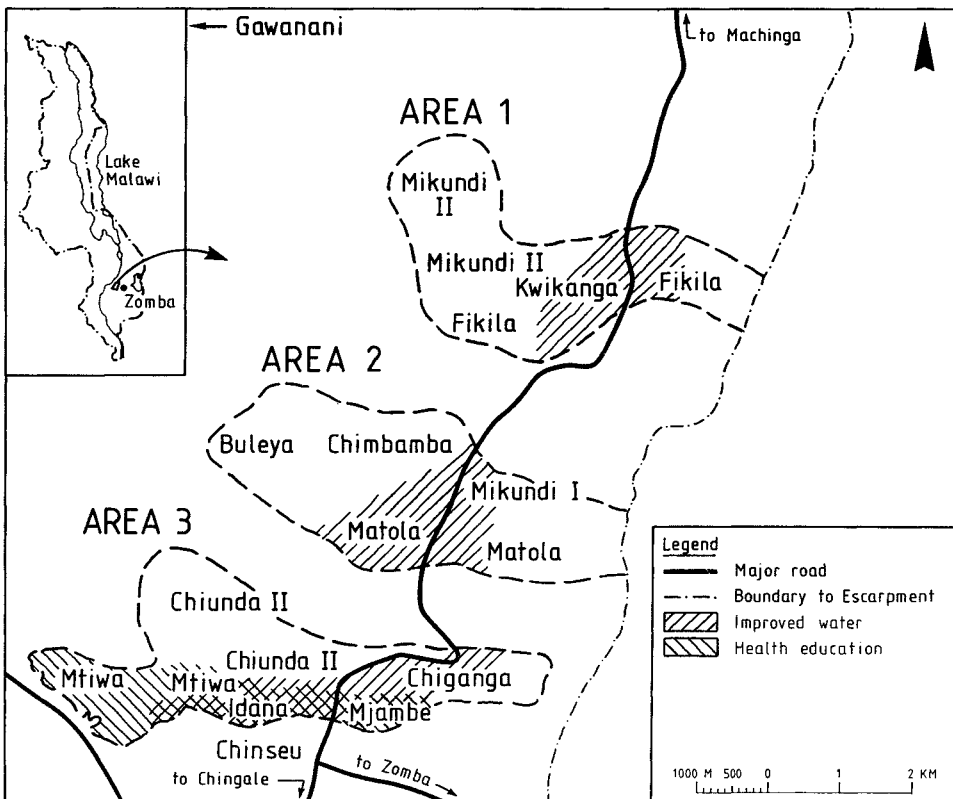 Gawanani
to Machinga
Lake
Malawi
Zomba
AREA 1
Mikundi
II
Mikundi II
Kwikanga
Fikila
Fikila
AREA 2
Buleya
Chimbamba
Mikundi I
Matola
Matola
AREA 3
Chiunda II
Chiunda II
Mtiwa
Mtiwa
Chiganga
Idana
Mjambe
Chinseu
to Chingale
to Zomba
Legend
Major road
Boundary to Escarpment
Improved water
Health education
1000 M 500 0 1 2 KM